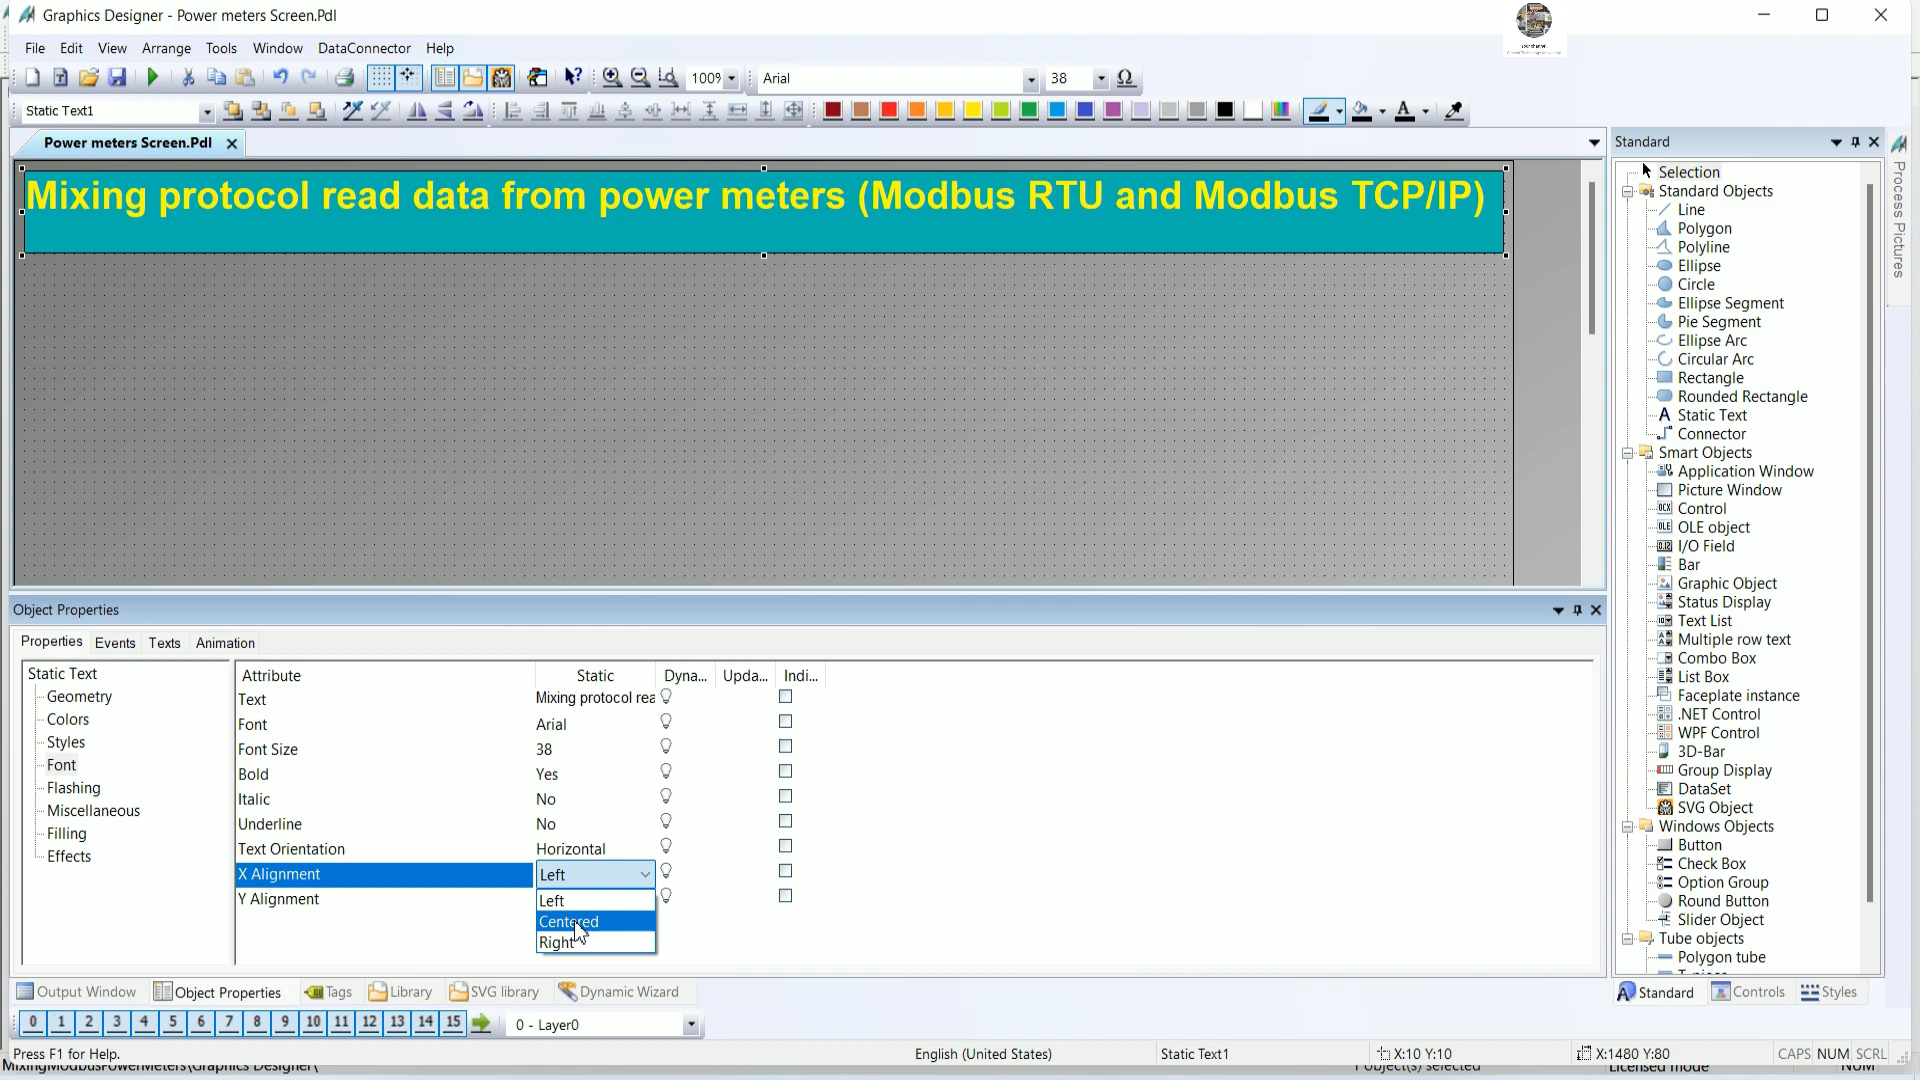 Graphics Designer - Power meters Screen.Pdl
File Edit View Arrange Tools Window DataConnector Help
100% Arial 38
Static Text1
Power meters Screen.Pdl
Mixing protocol read data from power meters (Modbus RTU and Modbus TCP/IP)
Standard
Selection
Standard Objects
Line
Polygon
Polyline
Ellipse
Circle
Ellipse Segment
Pie Segment
Ellipse Arc
Circular Arc
Rectangle
Rounded Rectangle
Static Text
Connector
Smart Objects
Application Window
Picture Window
Control
OLE object
I/O Field
Bar
Graphic Object
Status Display
Text List
Multiple row text
Combo Box
List Box
Faceplate instance
.NET Control
WPF Control
3D-Bar
Group Display
DataSet
SVG Object
Windows Objects
Button
Check Box
Option Group
Round Button
Slider Object
Tube objects
Polygon tube
Process Pictures
Object Properties
Properties Events Texts Animation
Static Text
Geometry
Colors
Styles
Font
Flashing
Miscellaneous
Filling
Effects
Attribute Static Dyna... Upda... Indi...
Text Mixing protocol rea
Font Arial
Font Size 38
Bold Yes
Italic No
Underline No
Text Orientation Horizontal
X Alignment Left
Y Alignment
Left
Centered
Right
Output Window Object Properties Tags Library SVG library Dynamic Wizard
Standard Controls Styles
0 1 2 3 4 5 6 7 8 9 10 11 12 13 14 15 0 - Layer0
Press F1 for Help. English (United States) Static Text1 X:10 Y:10 X:1480 Y:80 CAPS NUM SCRL